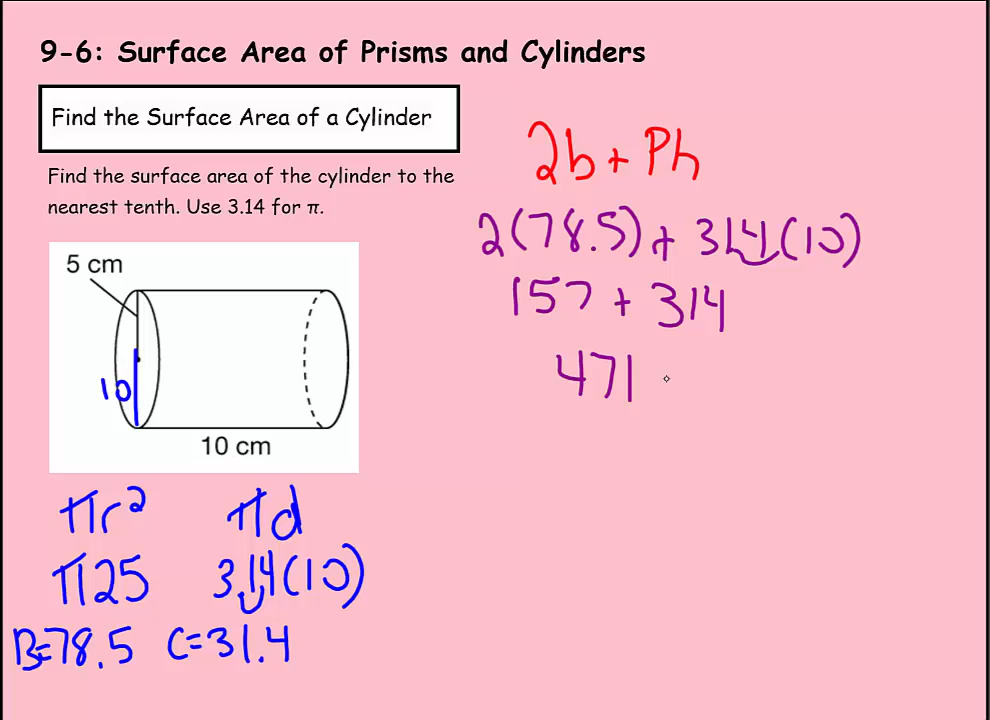 9-6: Surface Area of Prisms and Cylinders
Find the Surface Area of a Cylinder
Find the surface area of the cylinder to the
nearest tenth. Use 3.14 for π.
5 cm
10
10 cm
πr²
πd
π25
3.14(10)
B=78.5
C=31.4
2b + Ph
2(78.5) + 31.4(10)
157 + 314
471